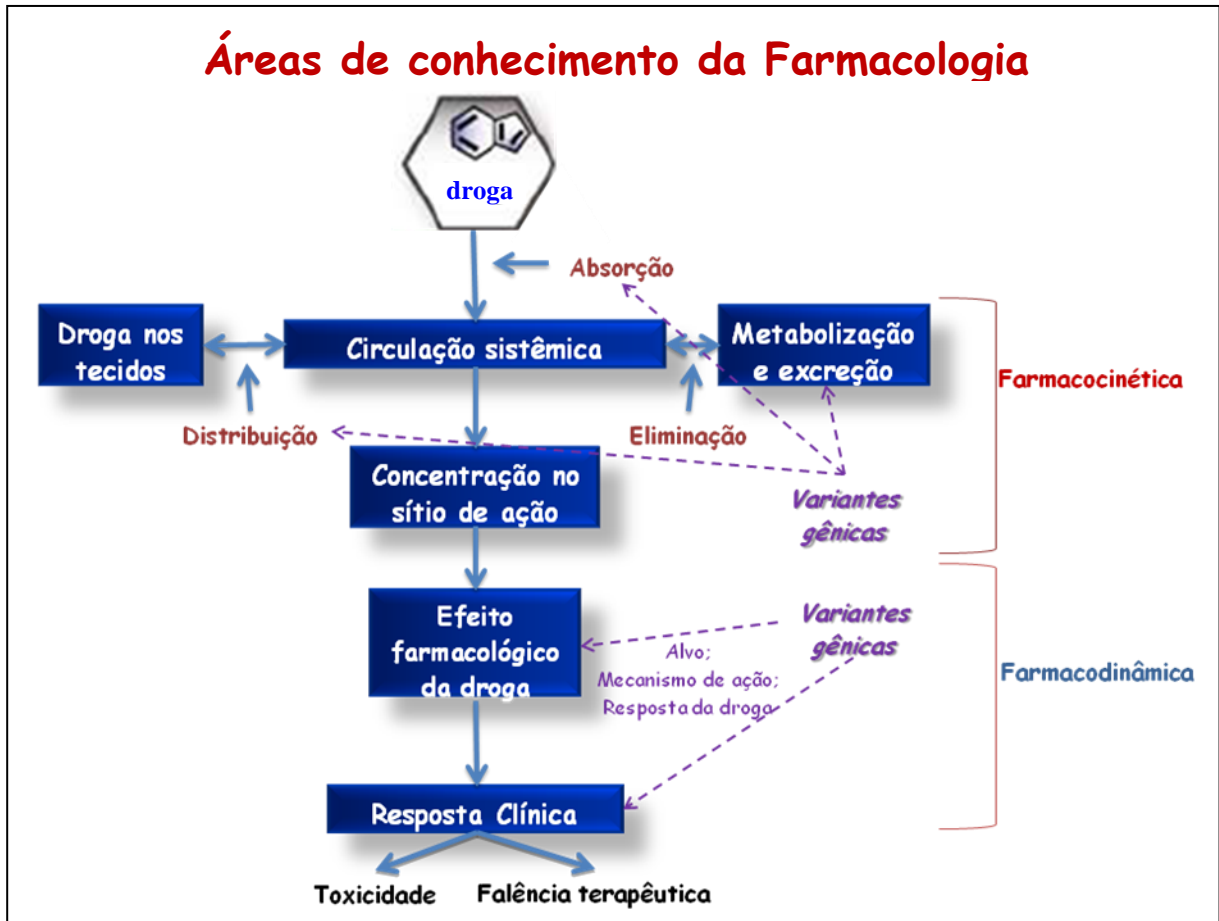 Áreas de conhecimento da Farmacologia
droga
Absorção
Droga nos
tecidos
Circulação sistêmica
Metabolização
e excreção
Farmacocinética
Distribuição
Eliminação
Concentração no
sítio de ação
Variantes
gênicas
Efeito
farmacológico
da droga
Variantes
gênicas
Alvo;
Mecanismo de ação;
Resposta da droga
Farmacodinâmica
Resposta Clínica
Toxicidade
Falência terapêutica